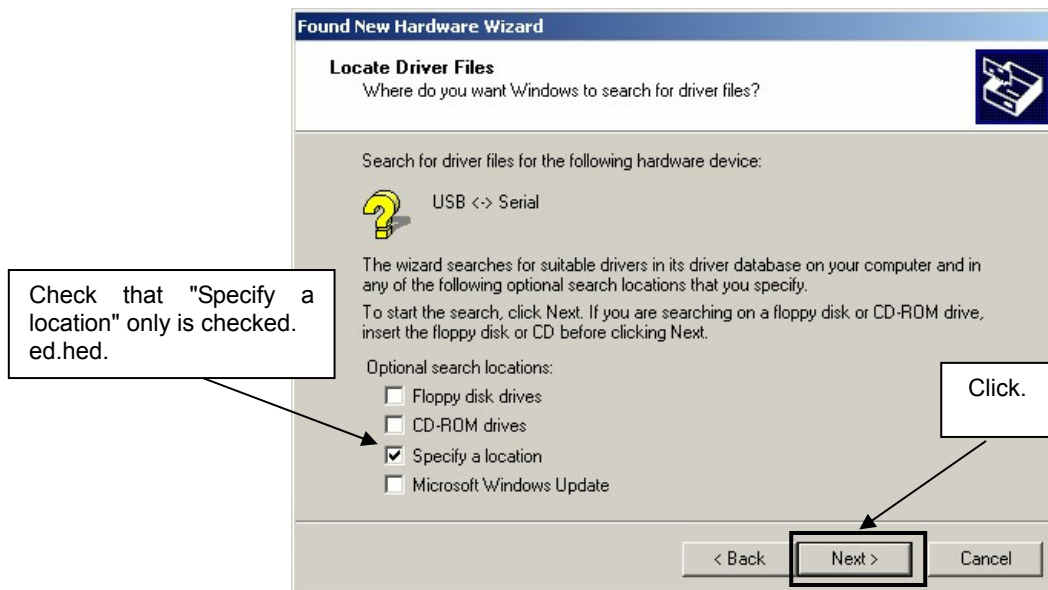 Found New Hardware Wizard
Locate Driver Files
Where do you want Windows to search for driver files?
Search for driver files for the following hardware device:
USB <-> Serial
The wizard searches for suitable drivers in its driver database on your computer and in
any of the following optional search locations that you specify.
To start the search, click Next. If you are searching on a floppy disk or CD-ROM drive,
insert the floppy disk or CD before clicking Next.
Check that "Specify a
location" only is checked.
ed.hed.
Optional search locations:
Floppy disk drives
CD-ROM drives
Specify a location
Microsoft Windows Update
Click.
< Back
Next >
Cancel